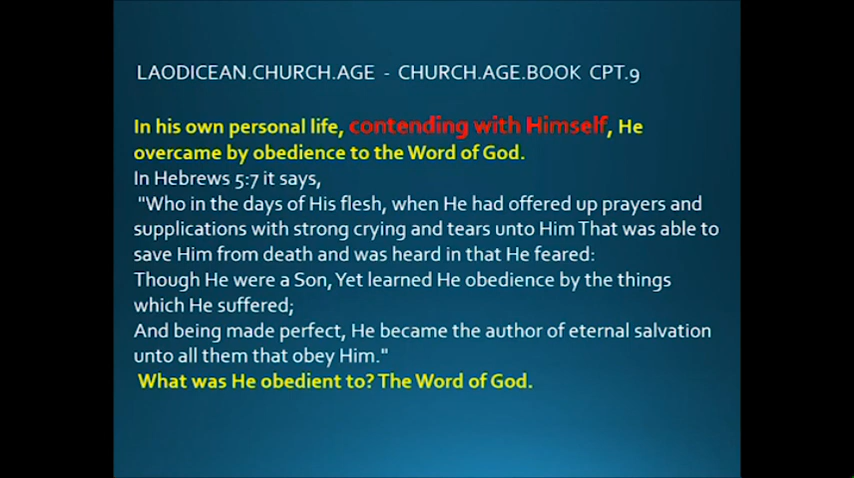 LAODICEAN.CHURCH.AGE - CHURCH.AGE.BOOK CPT.9
In his own personal life, contending with Himself, He
overcame by obedience to the Word of God.
In Hebrews 5:7 it says,
"Who in the days of His flesh, when He had offered up prayers and
supplications with strong crying and tears unto Him That was able to
save Him from death and was heard in that He feared:
Though He were a Son, Yet learned He obedience by the things
which He suffered;
And being made perfect, He became the author of eternal salvation
unto all them that obey Him."
What was He obedient to? The Word of God.